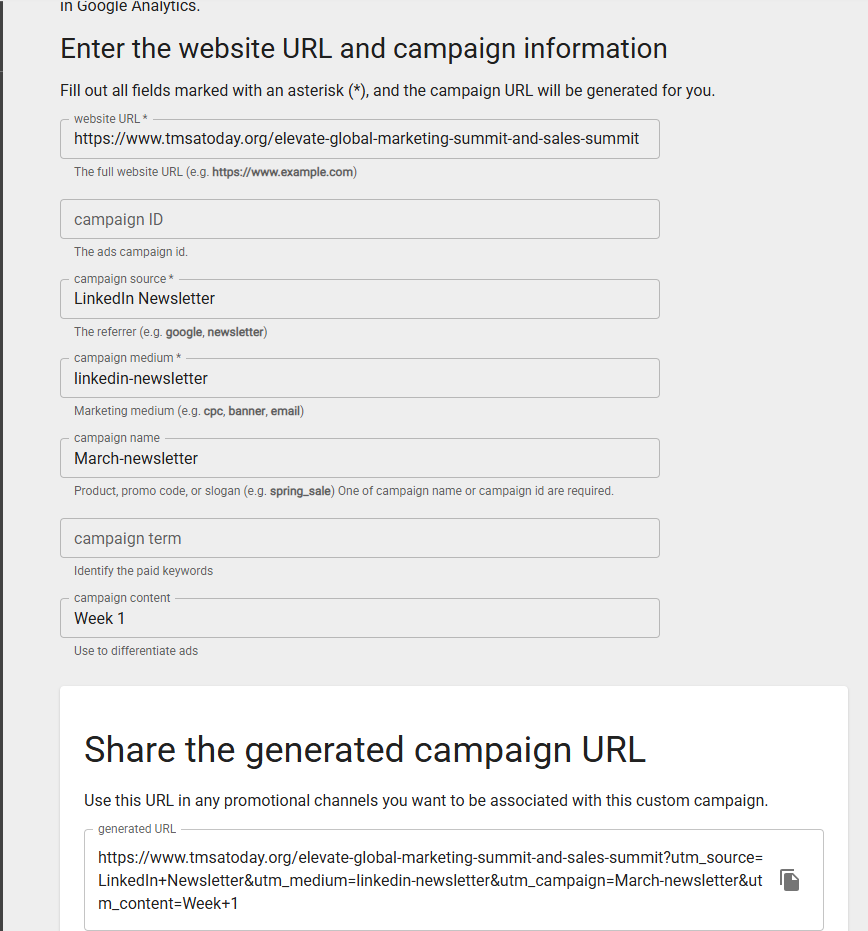 in Google Analytics.
Enter the website URL and campaign information
Fill out all fields marked with an asterisk (*), and the campaign URL will be generated for you.
website URL *
https://www.tmsatoday.org/elevate-global-marketing-summit-and-sales-summit
The full website URL (e.g. https://www.example.com)
campaign ID
The ads campaign id.
campaign source *
LinkedIn Newsletter
The referrer (e.g. google, newsletter)
campaign medium *
linkedin-newsletter
Marketing medium (e.g. cpc, banner, email)
campaign name
March-newsletter
Product, promo code, or slogan (e.g. spring_sale) One of campaign name or campaign id are required.
campaign term
Identify the paid keywords
campaign content
Week 1
Use to differentiate ads
Share the generated campaign URL
Use this URL in any promotional channels you want to be associated with this custom campaign.
generated URL
https://www.tmsatoday.org/elevate-global-marketing-summit-and-sales-summit?utm_source=
LinkedIn+Newsletter&utm_medium=linkedin-newsletter&utm_campaign=March-newsletter&ut
m_content=Week+1